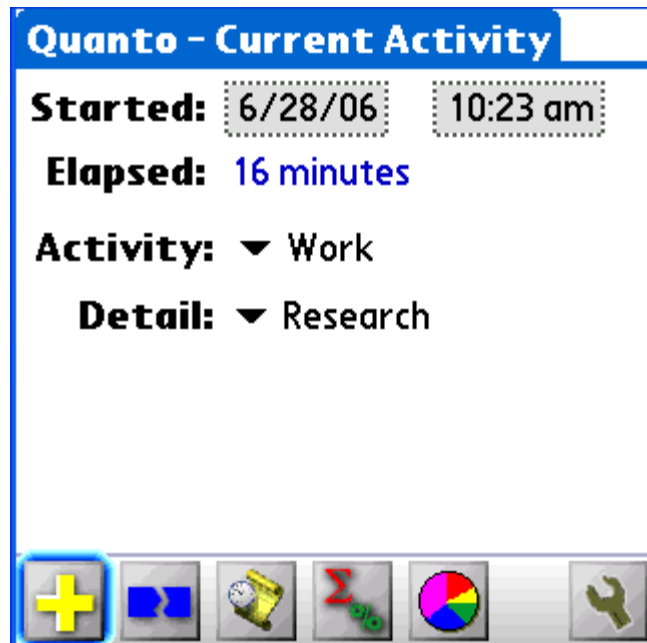 Quanto - Current Activity
Started: 6/28/06 10:23 am
Elapsed: 16 minutes
Activity: Work
Detail: Research
Σ%